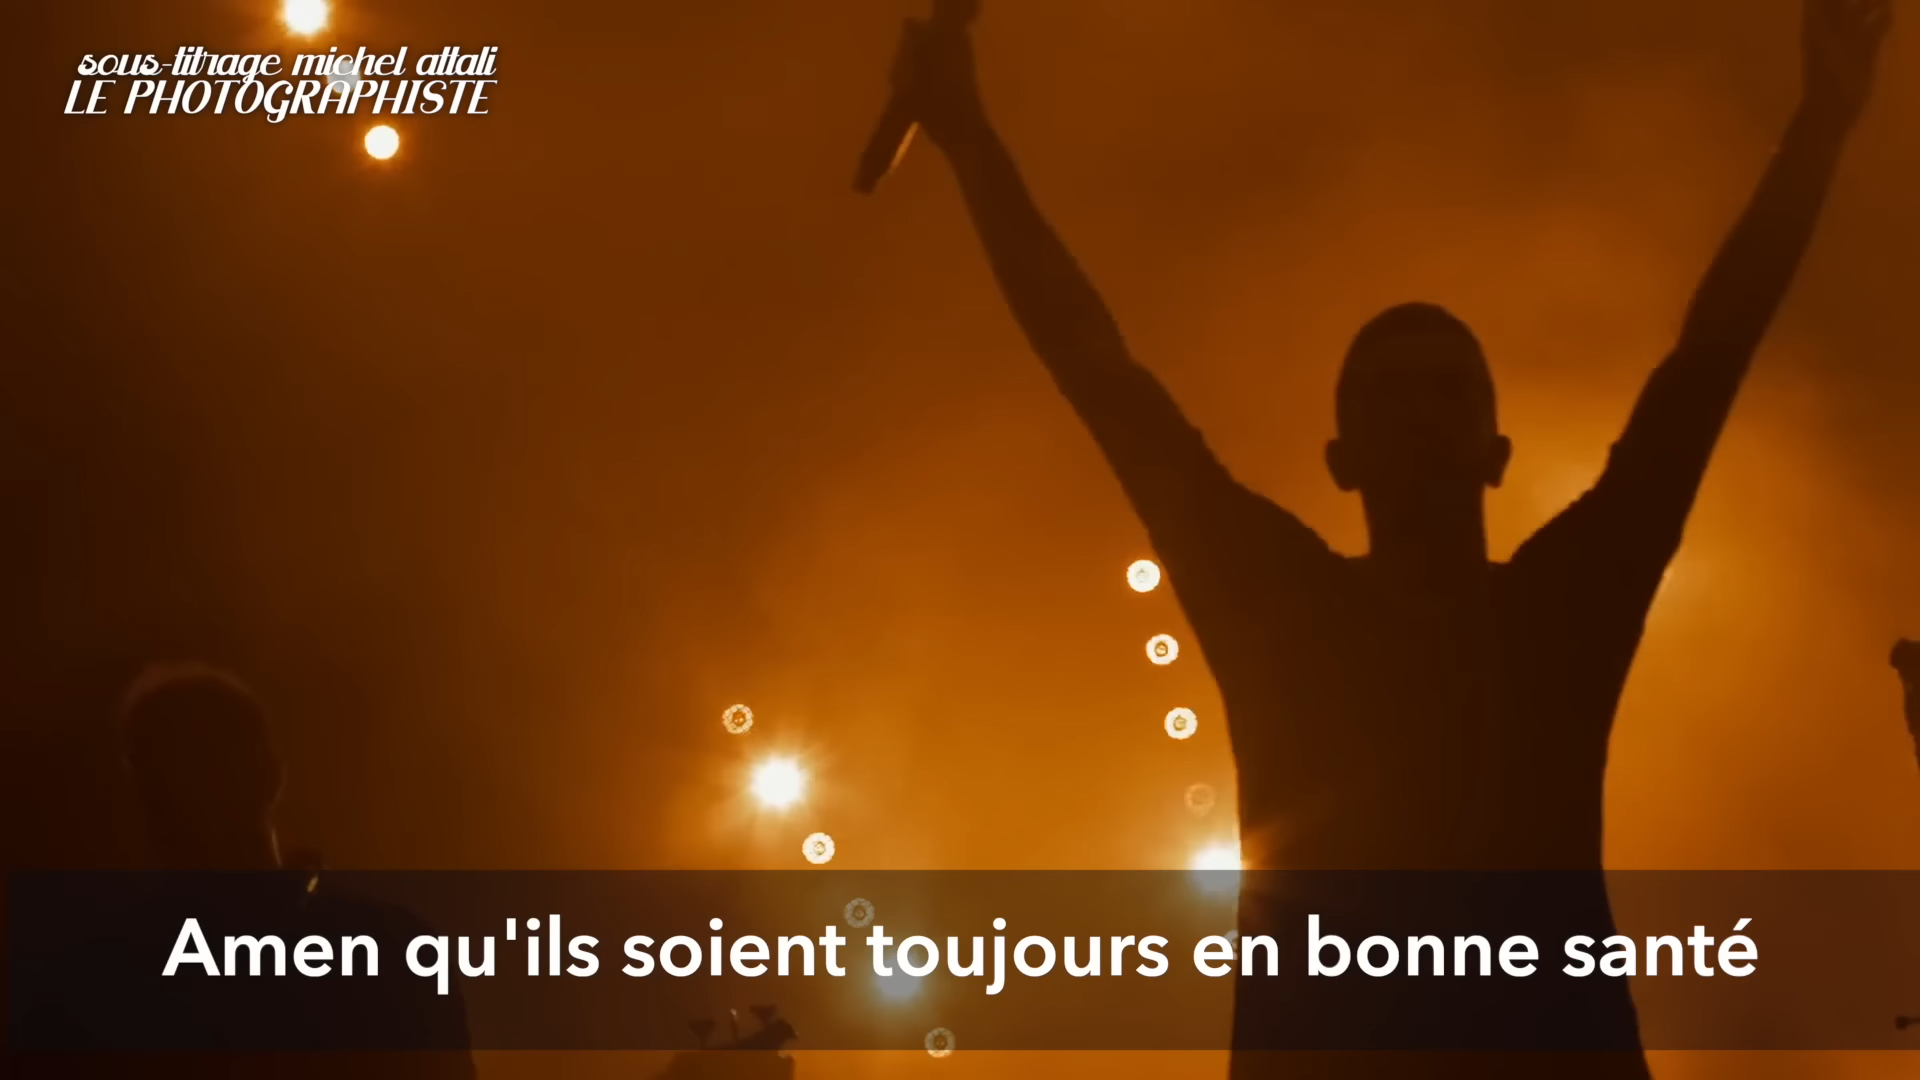 sous-titrage michel attali
LE PHOTOGRAPHISTE
Amen qu'ils soient toujours en bonne santé